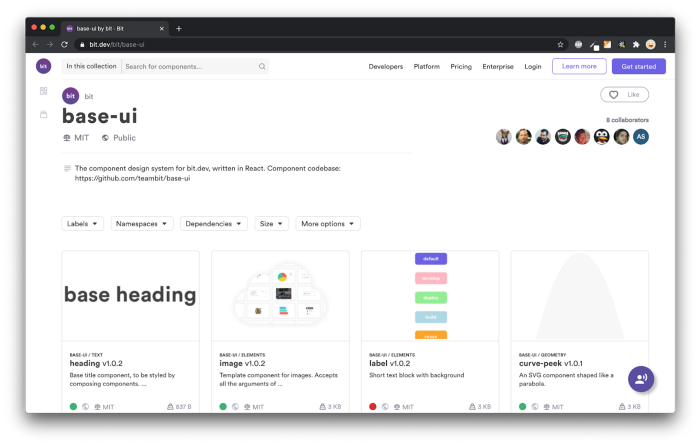 base-ui by bit · Bit
bit.dev/bit/base-ui
bit
In this collection
Search for components...
Developers
Platform
Pricing
Enterprise
Login
Learn more
Get started
bit
bit
Like
base-ui
8 collaborators
MIT
Public
AS
The component design system for bit.dev, written in React. Component codebase:
https://github.com/teambit/base-ui
Labels
Namespaces
Dependencies
Size
More options
base heading
BASE-UI / TEXT
heading v1.0.2
Base title component, to be styled by
composing components. ...
MIT
837 B
BASE-UI / ELEMENTS
image v1.0.2
Template component for images. Accepts
all the arguments of ...
MIT
3 KB
default
develop
deploy
build
BASE-UI / ELEMENTS
label v1.0.2
Short text block with background
MIT
3 KB
BASE-UI / GEOMETRY
curve-peek v1.0.1
An SVG component shaped like a
parabola.
MIT
3 KB